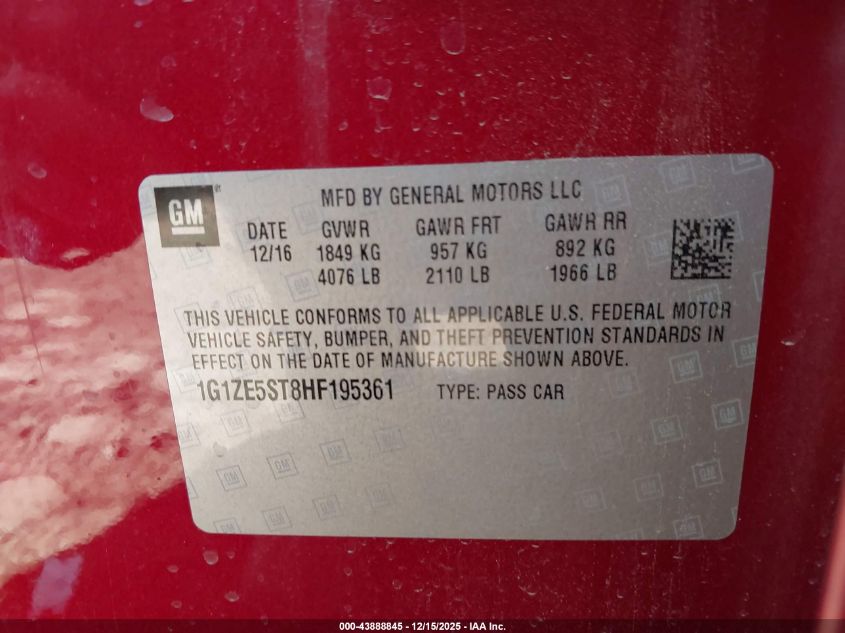 GM
MFD BY GENERAL MOTORS LLC
DATE GVWR GAWR FRT GAWR RR
12/16 1849 KG 957 KG 892 KG
4076 LB 2110 LB 1966 LB
THIS VEHICLE CONFORMS TO ALL APPLICABLE U.S. FEDERAL MOTOR
VEHICLE SAFETY, BUMPER, AND THEFT PREVENTION STANDARDS IN
EFFECT ON THE DATE OF MANUFACTURE SHOWN ABOVE.
1G1ZE5ST8HF195361 TYPE: PASS CAR
000-43888845 - 12/15/2025 - IAA Inc.